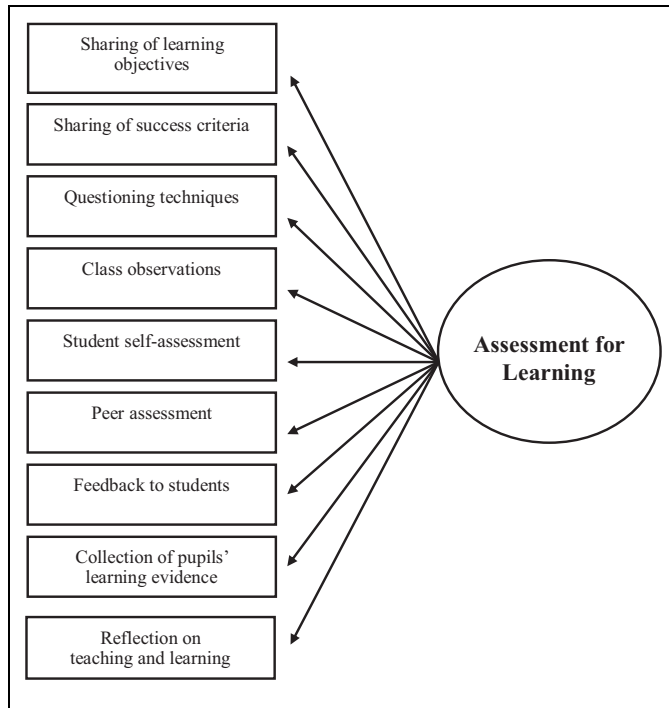 Sharing of learning
objectives
Sharing of success criteria
Questioning techniques
Class observations
Student self-assessment
Peer assessment
Feedback to students
Collection of pupils’
learning evidence
Reflection on
teaching and learning
Assessment for
Learning